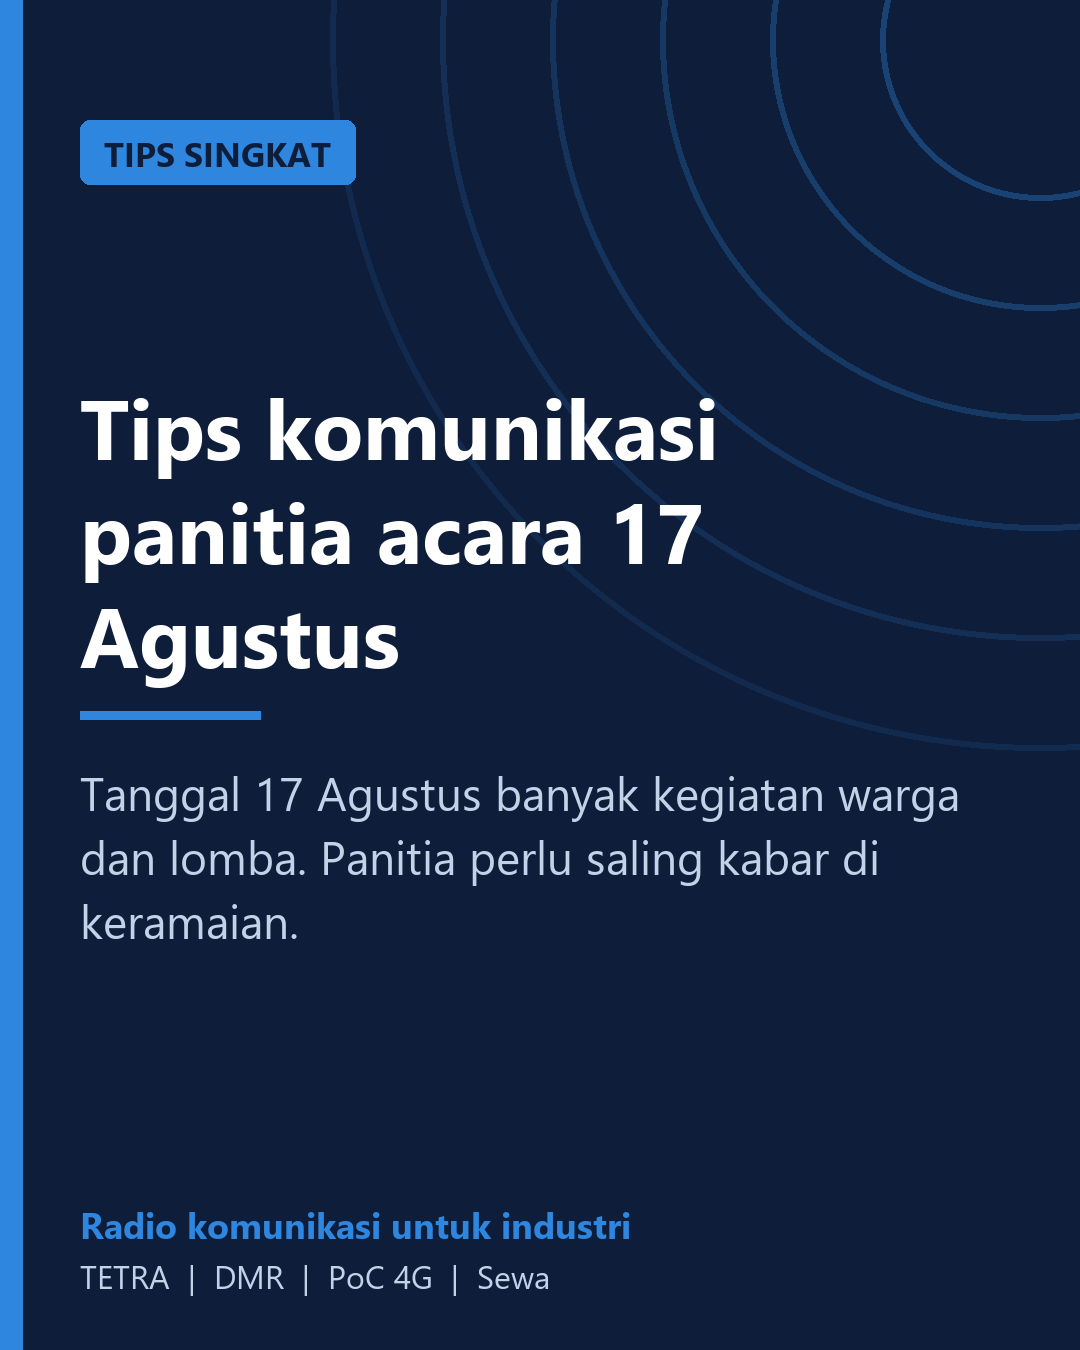 TIPS SINGKAT
Tips komunikasi
panitia acara 17
Agustus
Tanggal 17 Agustus banyak kegiatan warga
dan lomba. Panitia perlu saling kabar di
keramaian.
Radio komunikasi untuk industri
TETRA | DMR | PoC 4G | Sewa